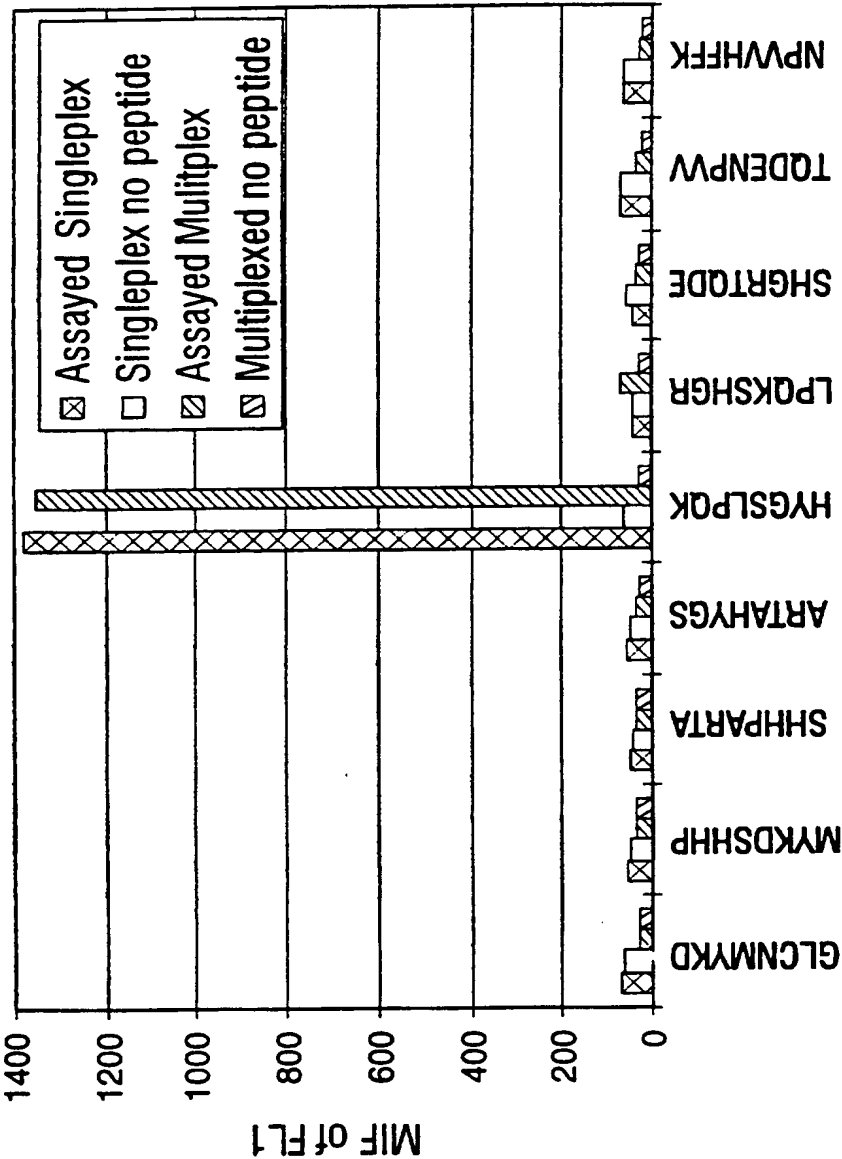 MIF of FL1
1400
1200
1000
800
600
400
200
0
Assayed Singleplex
Singleplex no peptide
Assayed Mulitplex
Multiplexed no peptide
GLCNMYKD
MYKDSHHP
SHHPARTA
ARTAHYGS
HYGSLPQK
LPQKSHGR
SHGRTQDE
TQDENPVV
NPVVHFFK